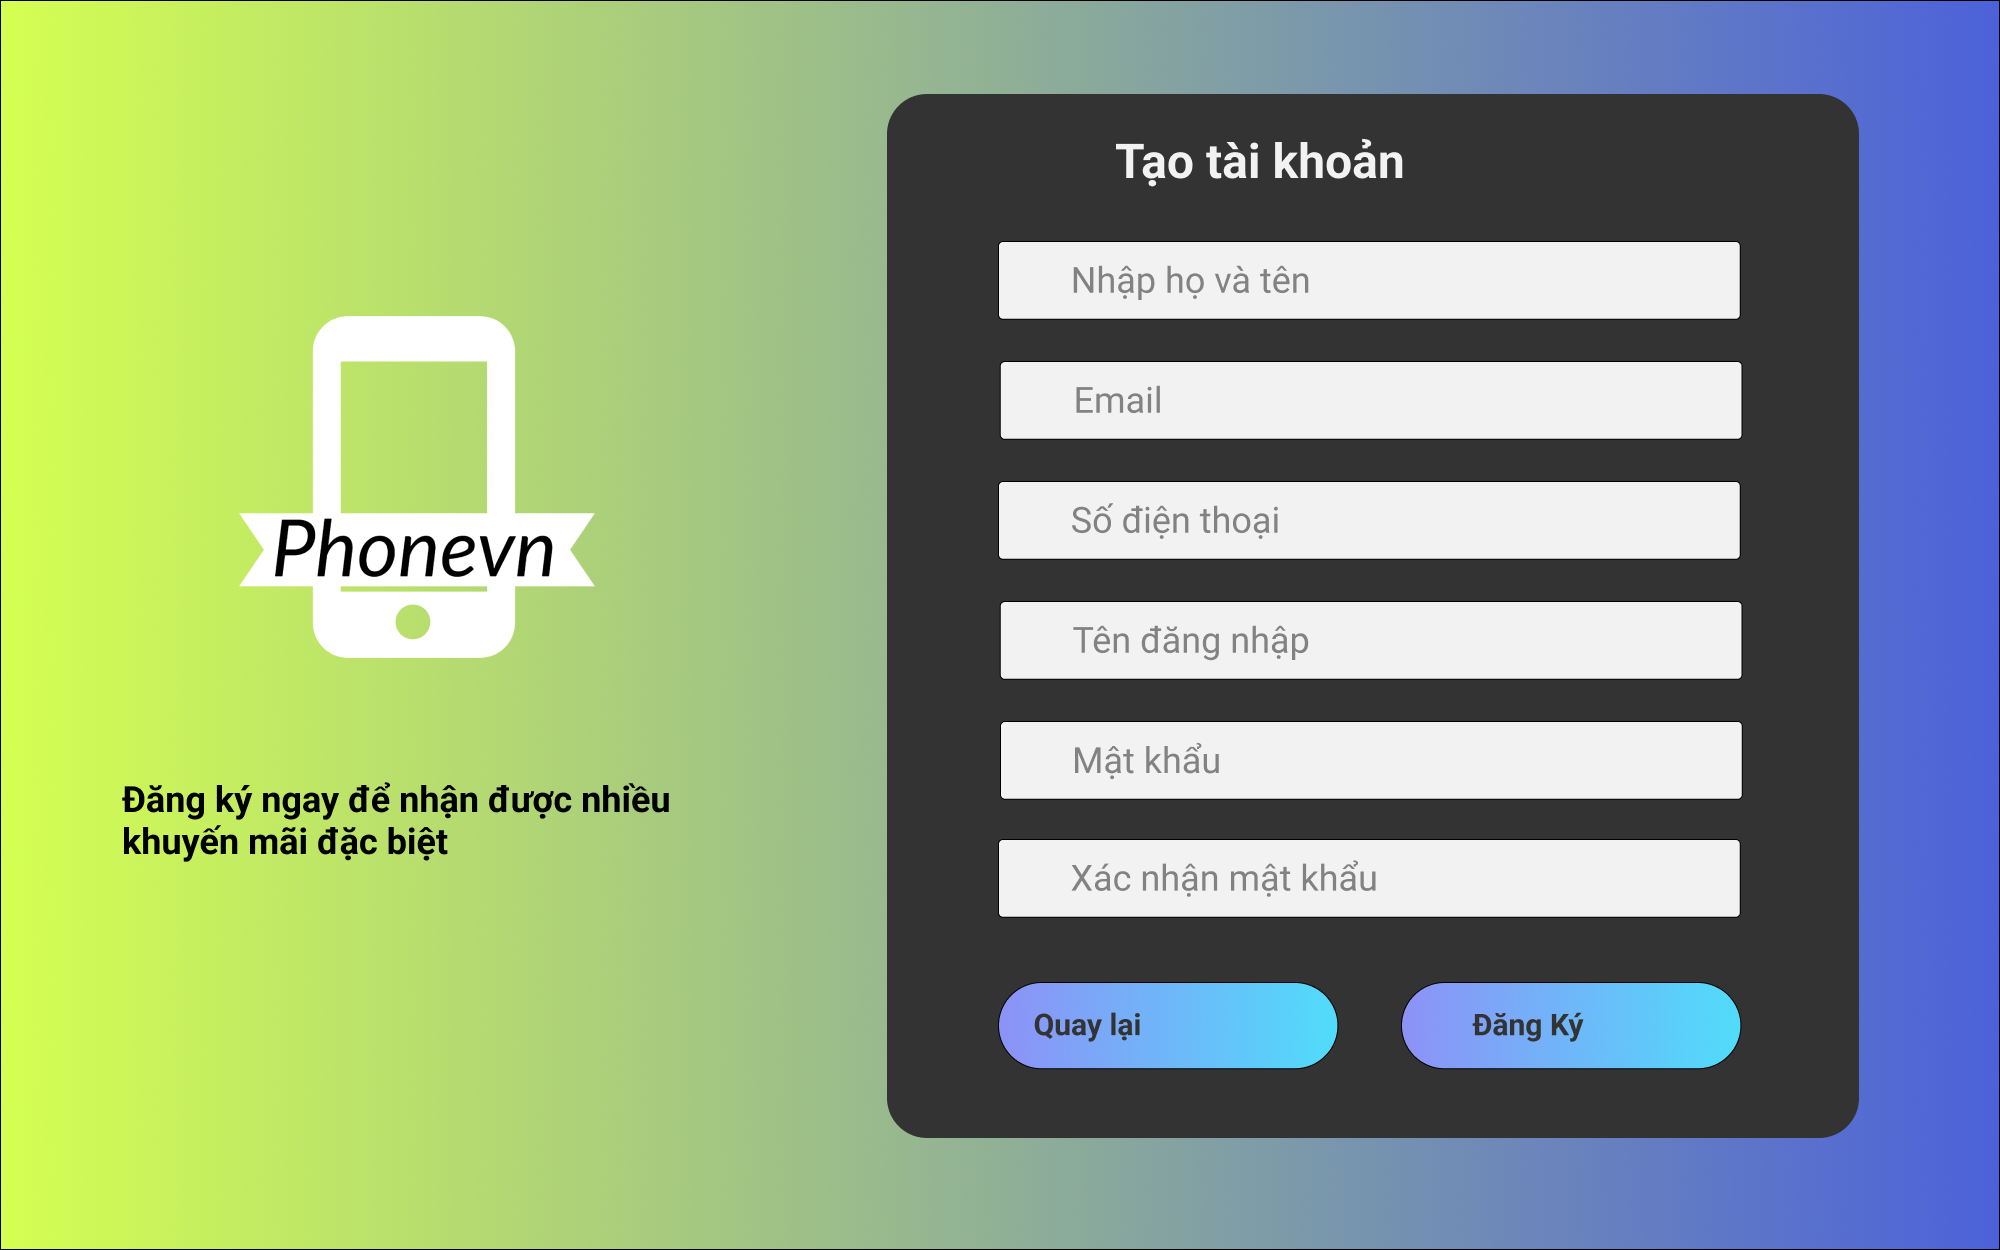 Phonevn
Đăng ký ngay để nhận được nhiều
khuyến mãi đặc biệt
Tạo tài khoản
Nhập họ và tên
Email
Số điện thoại
Tên đăng nhập
Mật khẩu
Xác nhận mật khẩu
Quay lại
Đăng Ký